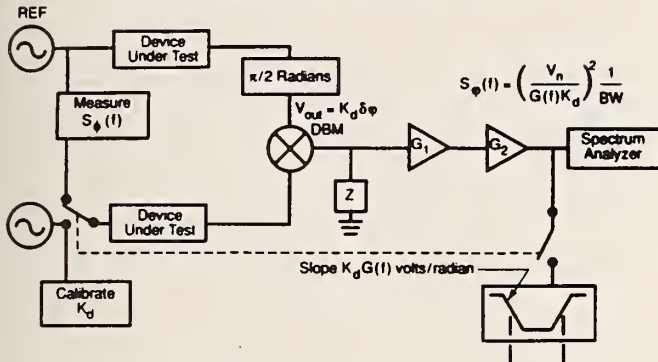 REF
Device
Under Test
π/2 Radians
Measure
S_ϕ(f)
V_out = K_d δφ
DBM
S_φ(f) = (V_n / G(f)K_d)^2 1/BW
G_1
G_2
Spectrum
Analyzer
Z
Device
Under Test
Slope K_d G(f) volts/radian
Calibrate
K_d